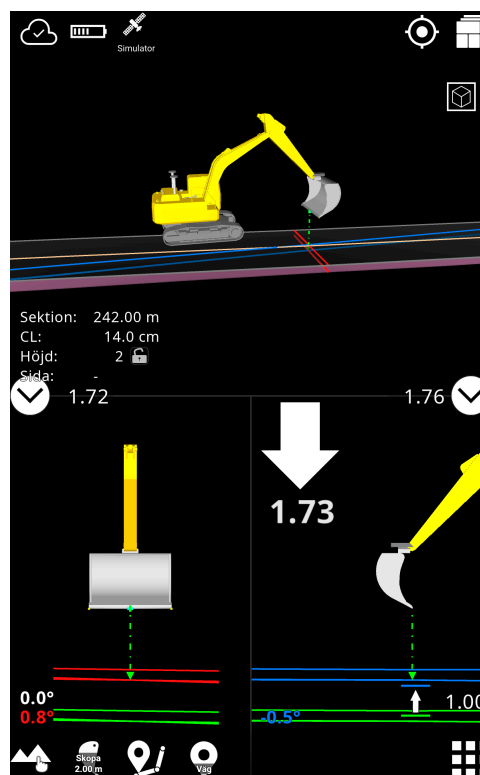 Simulator
Sektion: 242.00 m
CL: 14.0 cm
Höjd: 2
Sida: -
1.72
1.76
1.73
0.0°
0.8°
-0.5°
1.00
Skopa
2.00 m
Väg